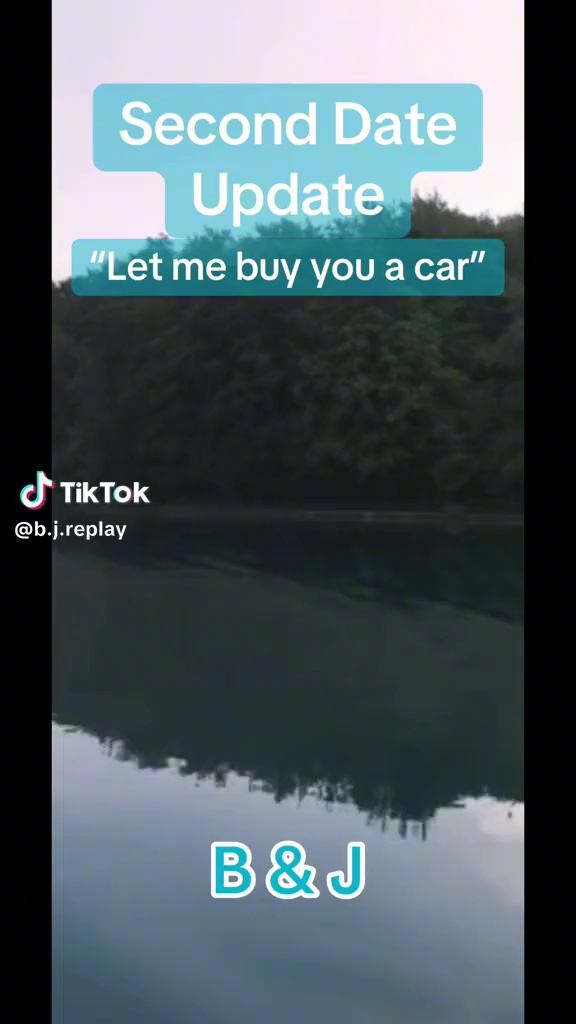 Second Date
Update
"Let me buy you a car"
TikTok
@b.j.replay
B & J